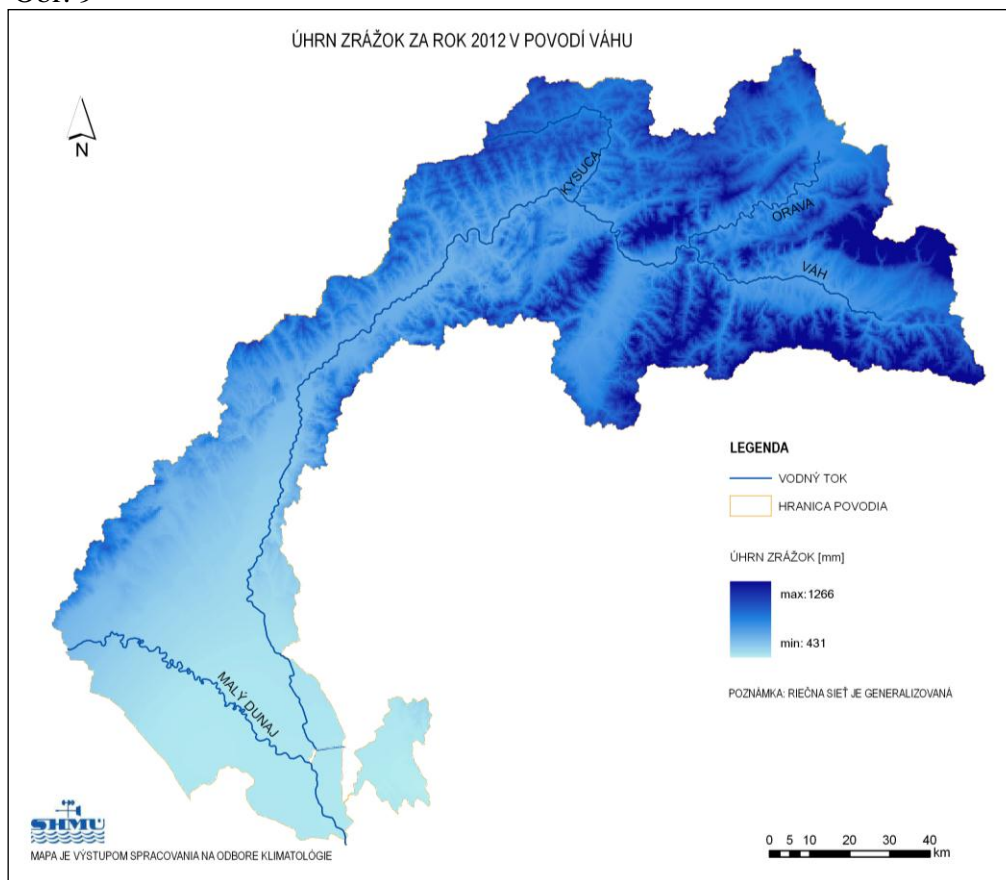 ÚHRN ZRÁŽOK ZA ROK 2012 V POVODÍ VÁHU
N
KYSUCA
ORAVA
VÁH
MALÝ DUNAJ
LEGENDA
VODNÝ TOK
HRANICA POVODIA
ÚHRN ZRÁŽOK [mm]
max: 1266
min: 431
POZNÁMKA: RIEČNA SIEŤ JE GENERALIZOVANÁ
SHMÚ
MAPA JE VÝSTUPOM SPRACOVANIA NA ODBORE KLIMATOLÓGIE
0 5 10 20 30 40
km